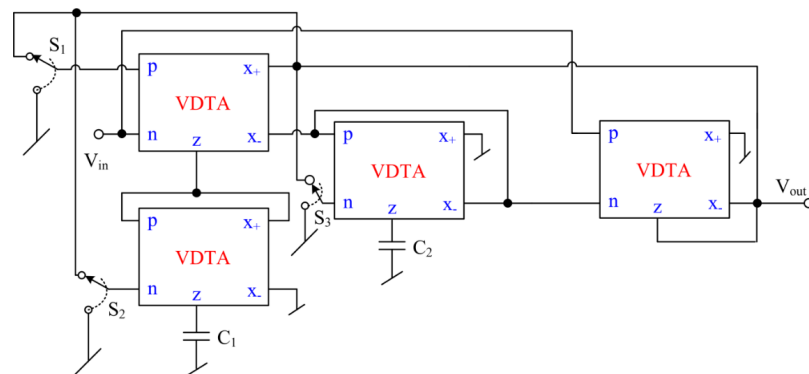 S1
p
x+
VDTA
n
x-
z
Vin
p
x+
VDTA
n
x-
z
S3
C2
p
x+
VDTA
n
x-
z
Vout
p
x+
VDTA
n
x-
z
S2
C1